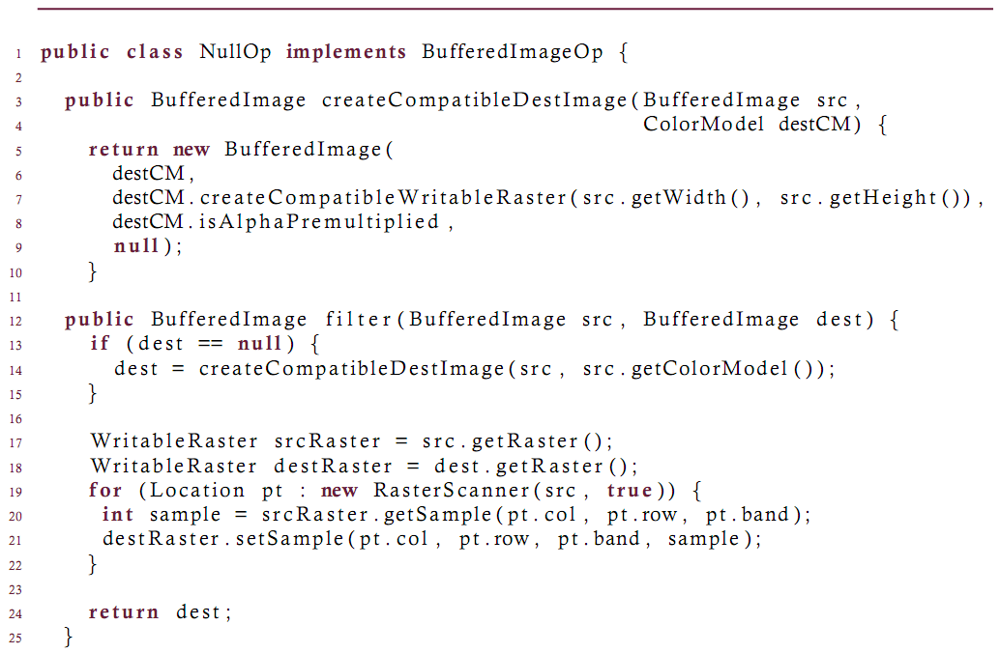 1 public class NullOp implements BufferedImageOp {
2
3 public BufferedImage createCompatibleDestImage(BufferedImage src,
4 ColorModel destCM) {
5 return new BufferedImage(
6 destCM,
7 destCM.createCompatibleWritableRaster(src.getWidth(), src.getHeight()),
8 destCM.isAlphaPremultiplied,
9 null);
10 }
11
12 public BufferedImage filter(BufferedImage src, BufferedImage dest) {
13 if (dest == null) {
14 dest = createCompatibleDestImage(src, src.getColorModel());
15 }
16
17 WritableRaster srcRaster = src.getRaster();
18 WritableRaster destRaster = dest.getRaster();
19 for (Location pt : new RasterScanner(src, true)) {
20 int sample = srcRaster.getSample(pt.col, pt.row, pt.band);
21 destRaster.setSample(pt.col, pt.row, pt.band, sample);
22 }
23
24 return dest;
25 }